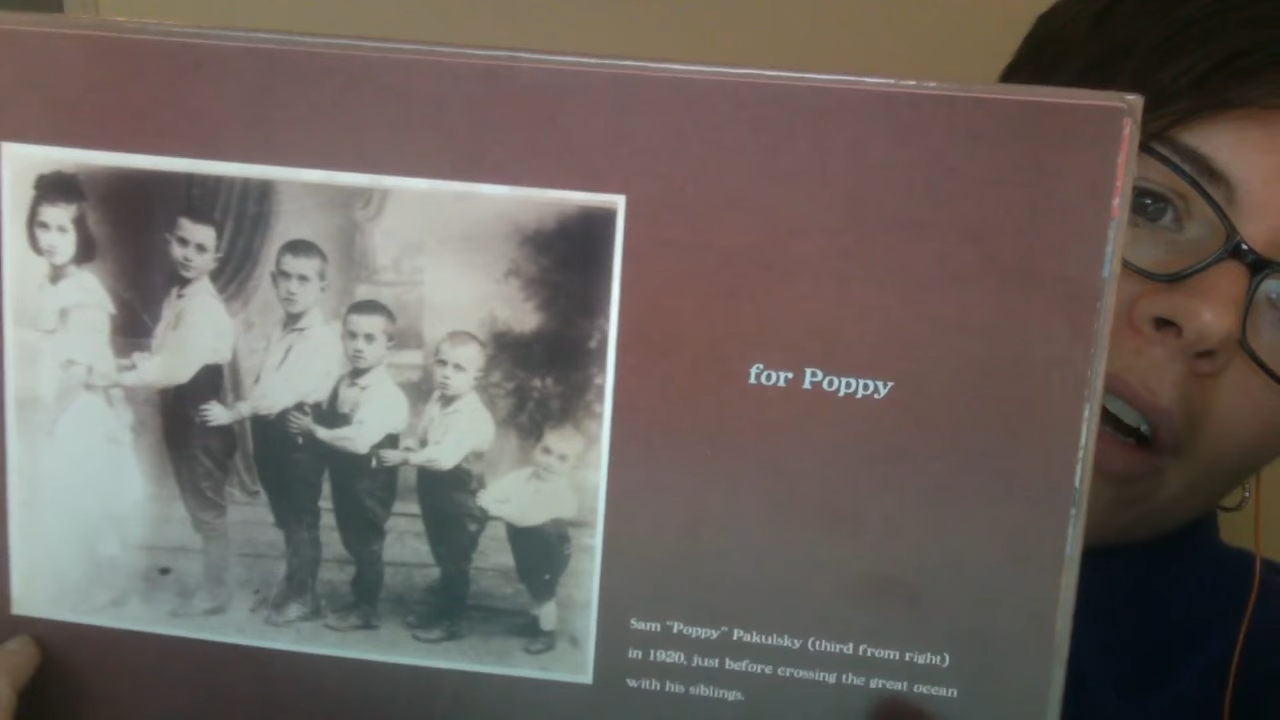 for Poppy
Sam "Poppy" Pakulsky (third from right)
in 1920, just before crossing the great ocean
with his siblings.